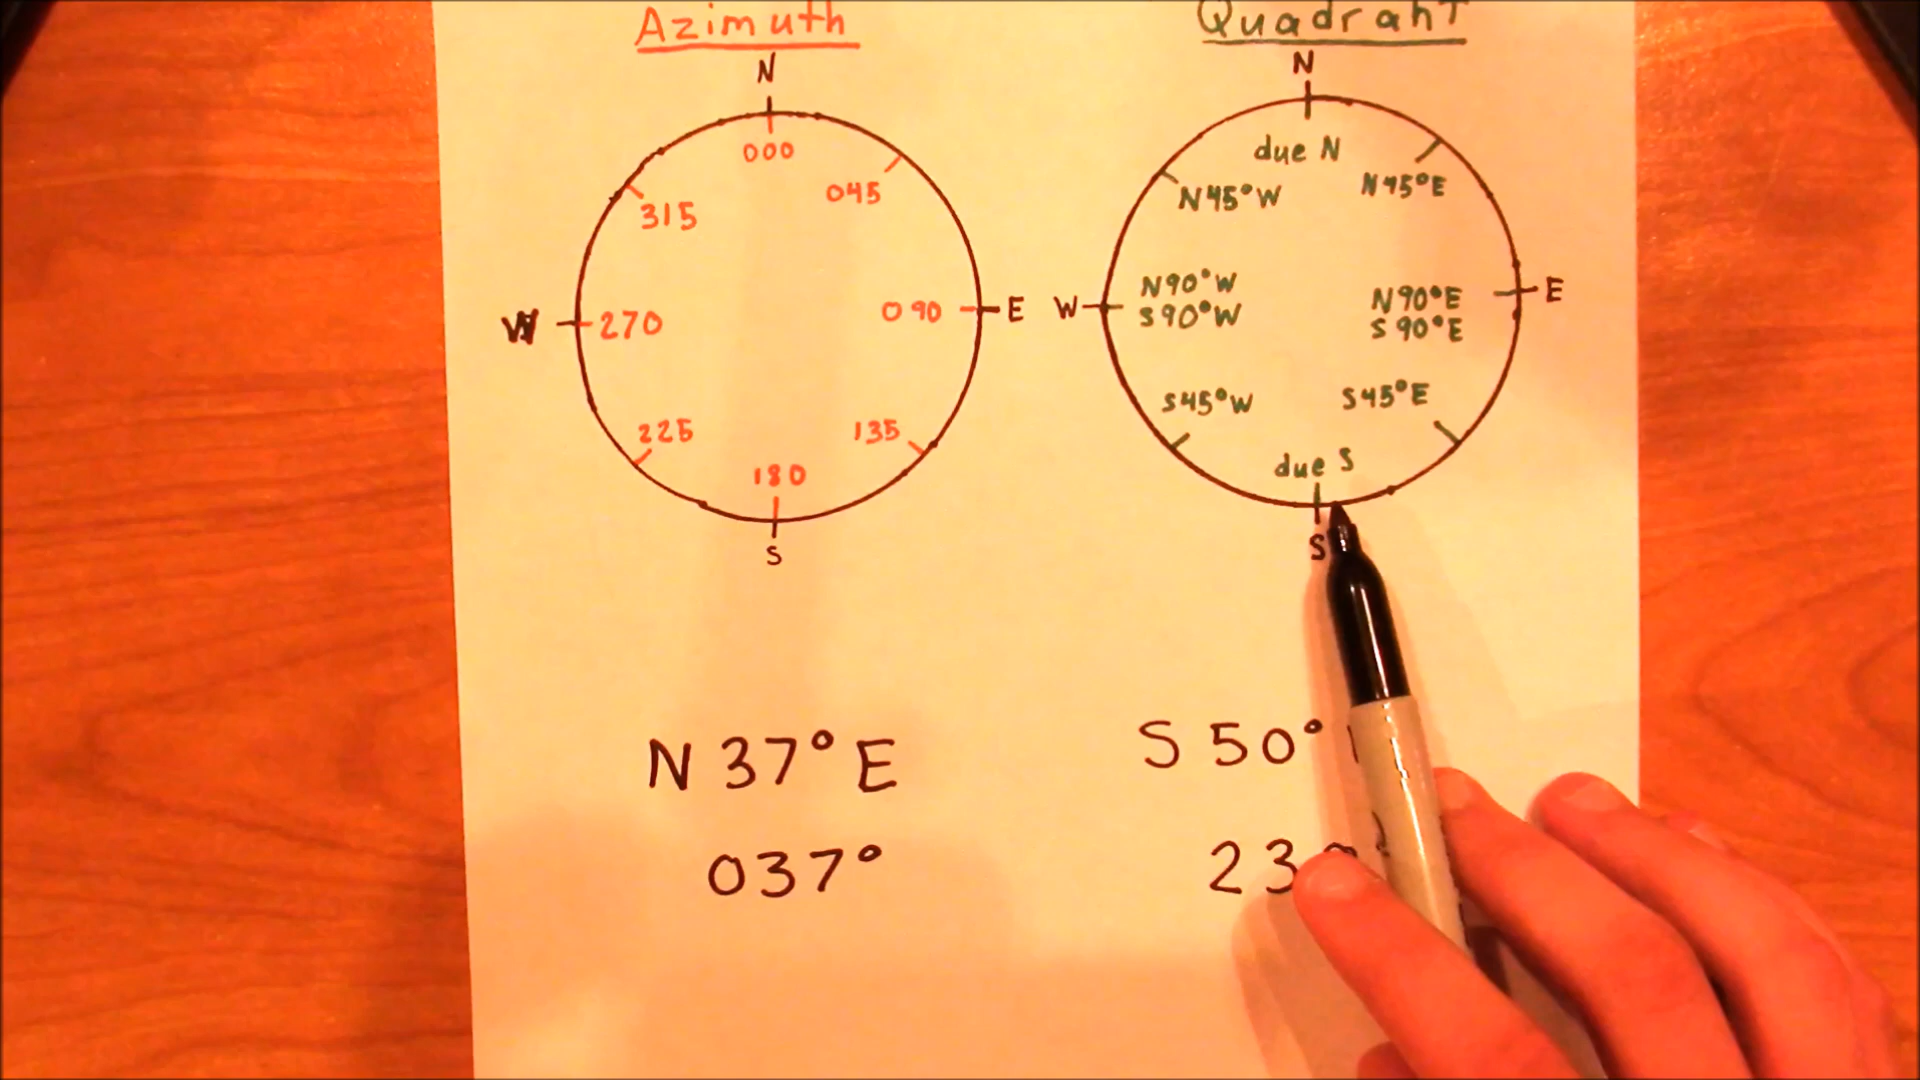 Azimuth
N
000
045
090
E
135
180
S
225
270
W
315
Quadrant
N
due N
N45°E
N90°E
S90°E
E
S45°E
due S
S
S45°W
N90°W
S90°W
W
N45°W
N 37° E
037°
S 50°
23